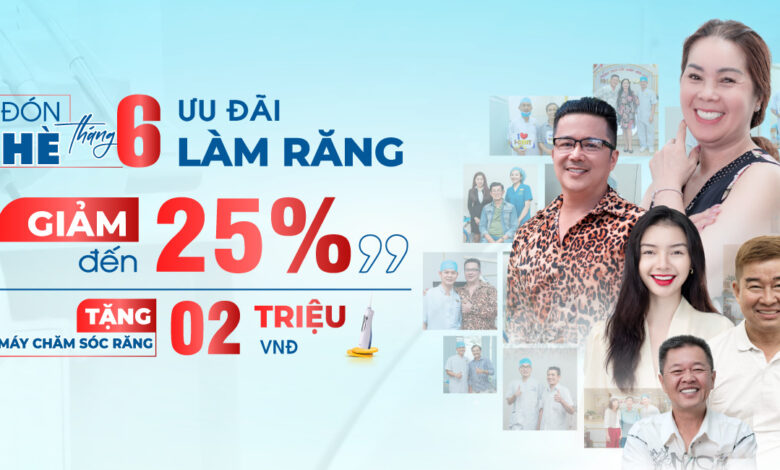 ĐÓN
HÈ tháng 6
ƯU ĐÃI
LÀM RĂNG
GIẢM
đến 25%
TẶNG
MÁY CHĂM SÓC RĂNG
02 TRIỆU
VNĐ